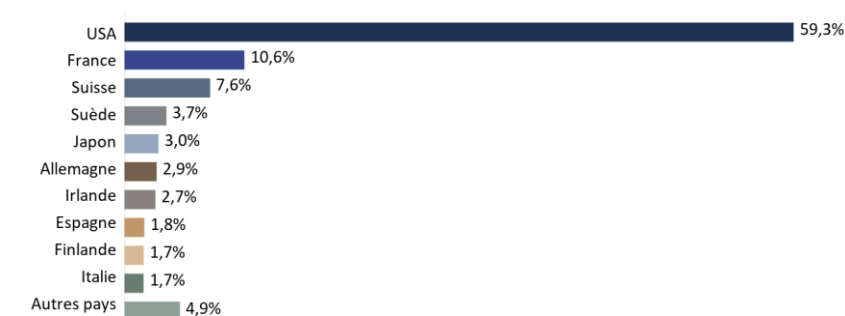 USA 59,3%
France 10,6%
Suisse 7,6%
Suède 3,7%
Japon 3,0%
Allemagne 2,9%
Irlande 2,7%
Espagne 1,8%
Finlande 1,7%
Italie 1,7%
Autres pays 4,9%